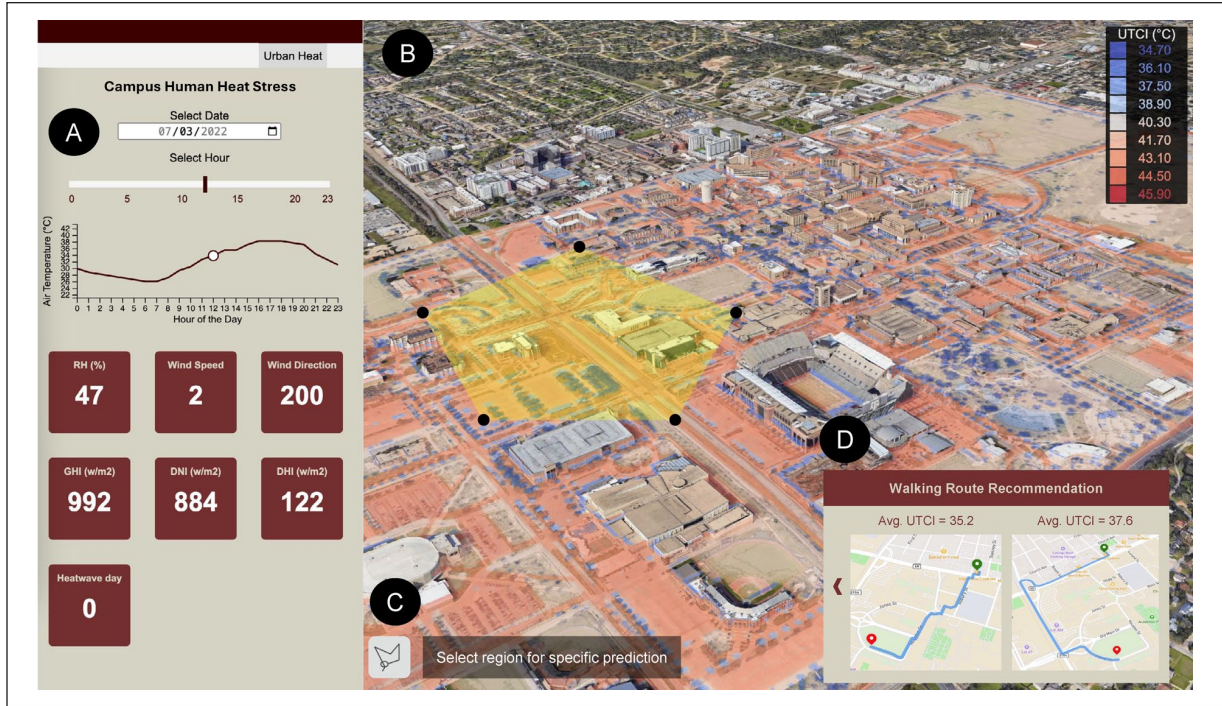 Urban Heat
Campus Human Heat Stress
A
Select Date
07/03/2022
Select Hour
0 5 10 15 20 23
Air Temperature (°C)
42
38
34
30
26
22
40
36
32
28
24
0 1 2 3 4 5 6 7 8 9 10 11 12 13 14 15 16 17 18 19 20 21 22 23
Hour of the Day
RH (%)
47
Wind Speed
2
Wind Direction
200
GHI (w/m2)
992
DNI (w/m2)
884
DHI (w/m2)
122
Heatwave day
0
B
UTCI (°C)
34.70
36.10
37.50
38.90
40.30
41.70
43.10
44.50
45.90
C
Select region for specific prediction
D
Walking Route Recommendation
Avg. UTCI = 35.2
Avg. UTCI = 37.6